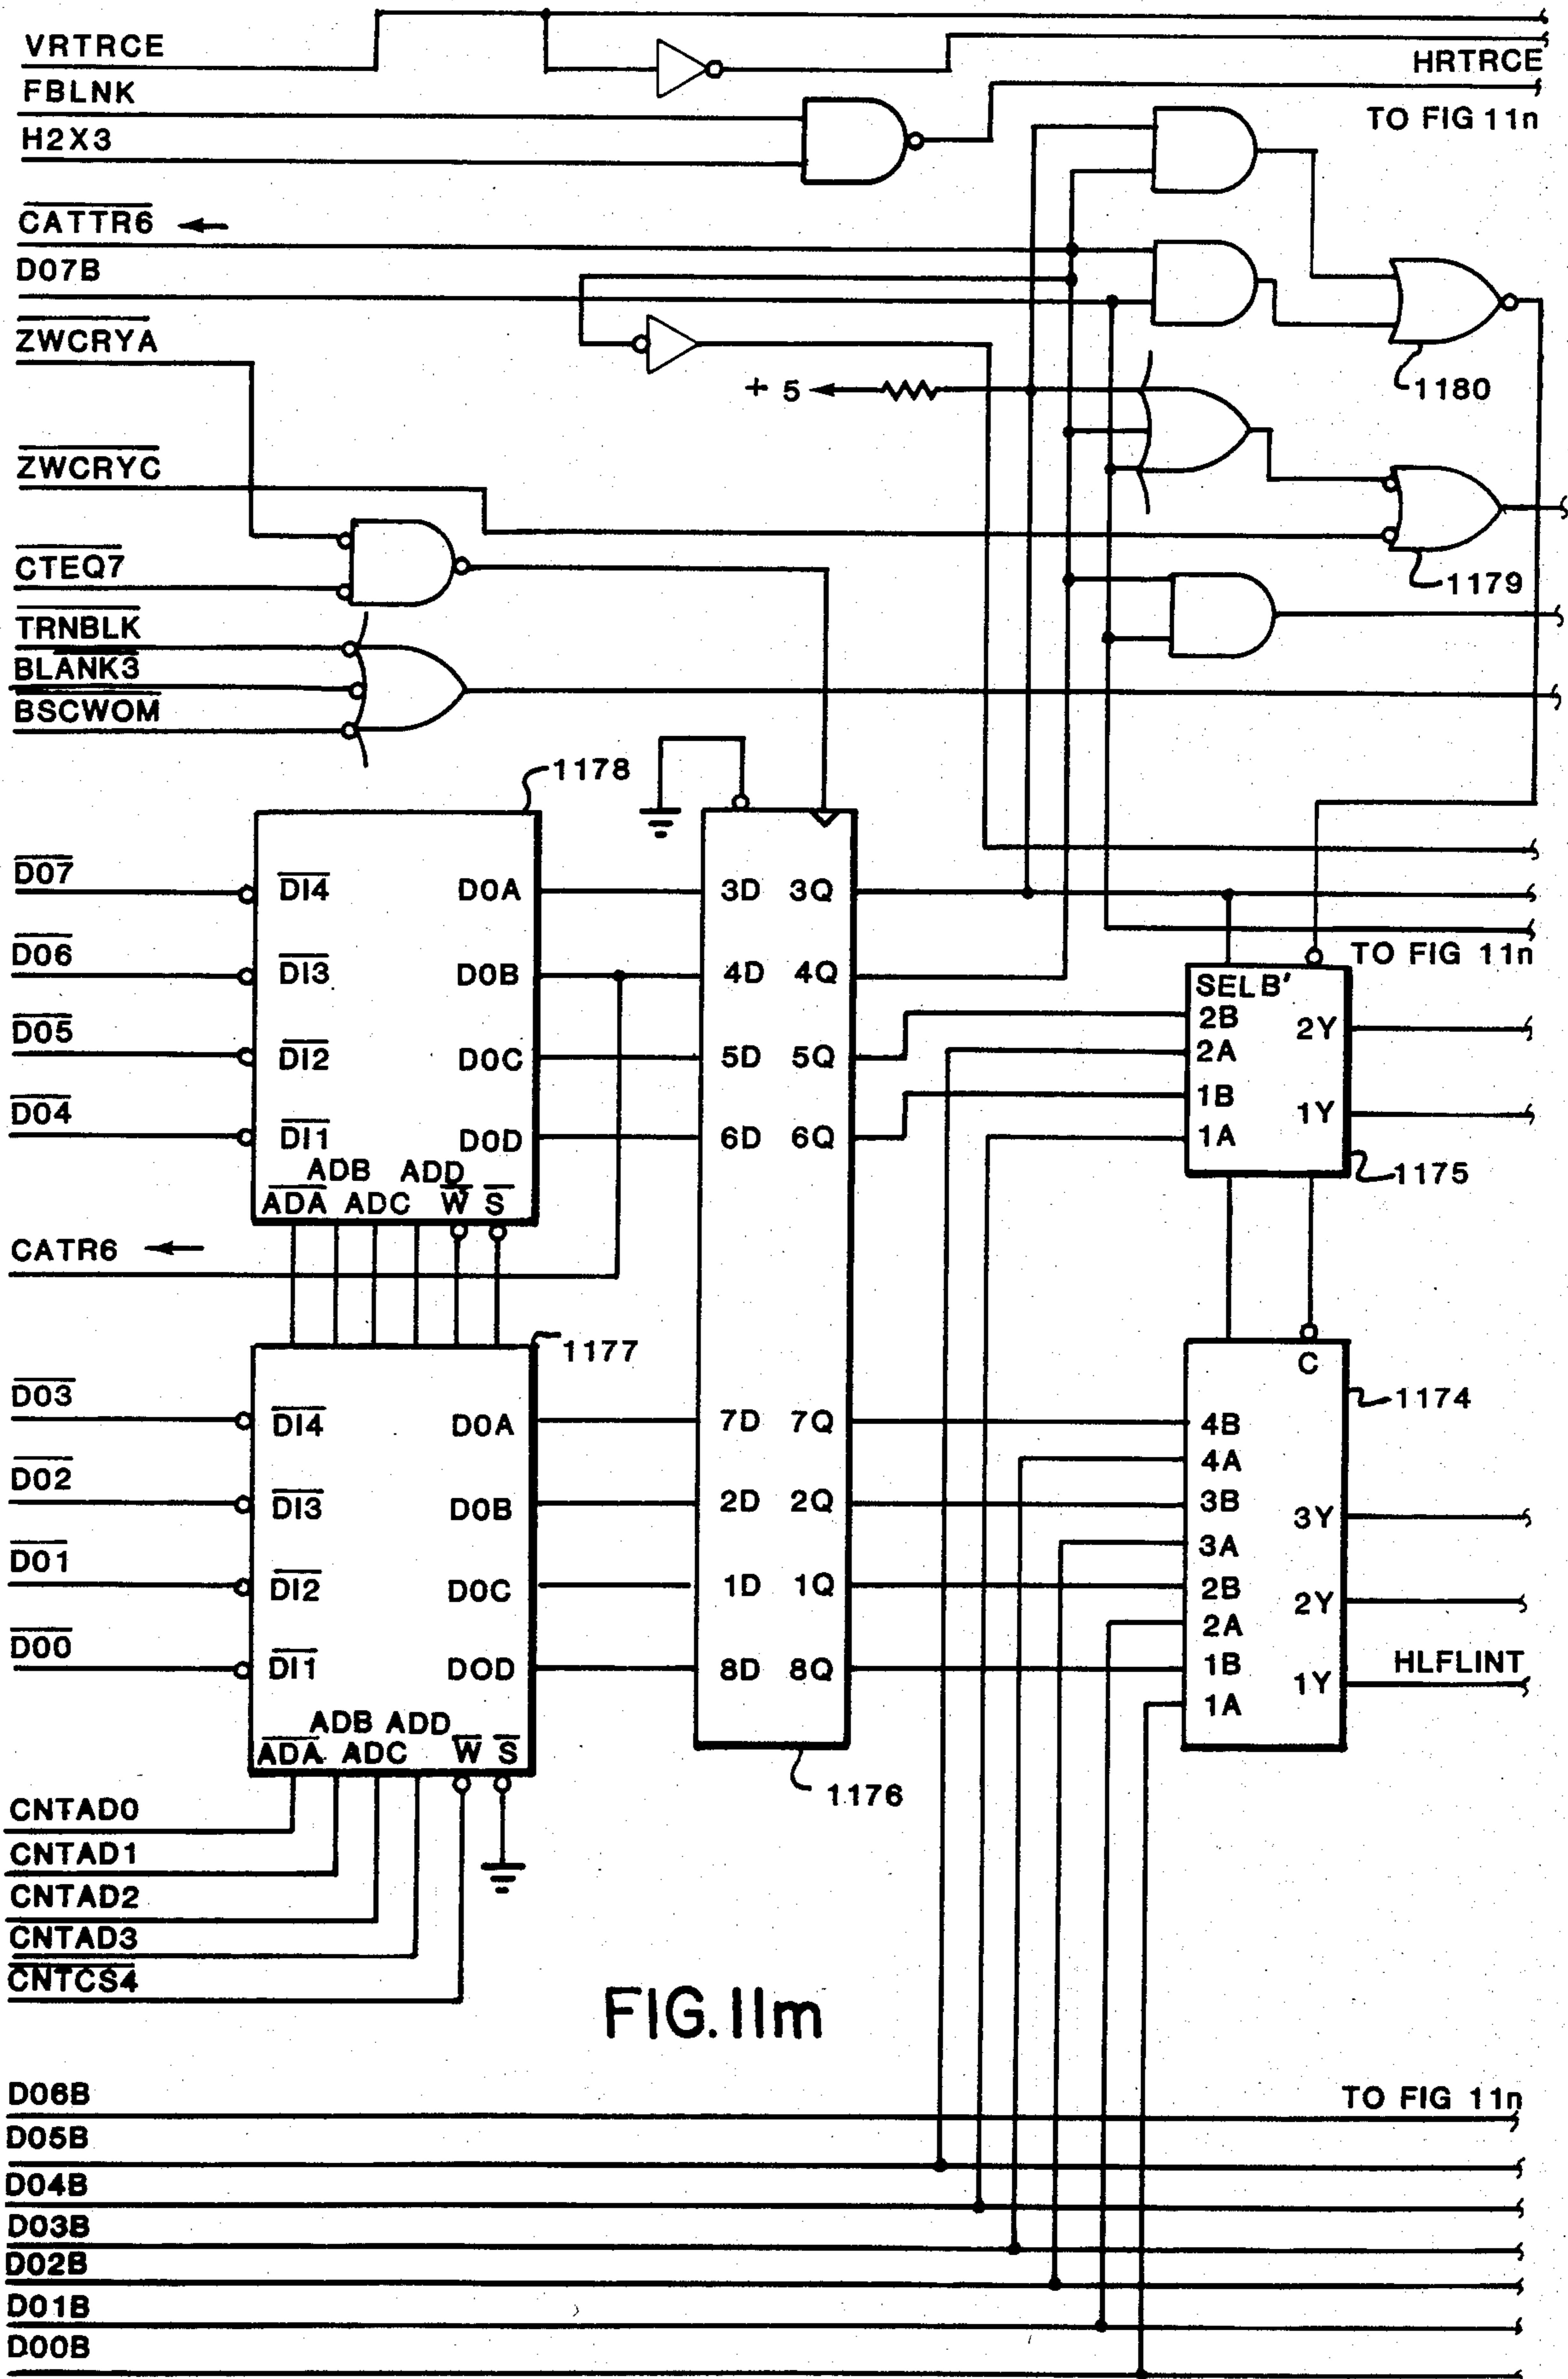 VRTRCE
HRTRCE
FBLNK
TO FIG 11n
H2X3
CATTR6
D07B
ZWCRYA
+ 5
1180
ZWCRYC
CTEQ7
1179
TRNBLK
BLANK3
BSCWOM
1178
D07
DI4
D0A
3D 3Q
D06
DI3
D0B
4D 4Q
TO FIG 11n
SELB'
2B
2Y
D05
DI2
D0C
5D 5Q
2A
1B
1Y
D04
DI1
D0D
6D 6Q
1A
ADB ADD
1175
ADA ADC W S
CATR6
1177
C
D03
DI4
D0A
7D 7Q
4B
1174
4A
D02
DI3
D0B
2D 2Q
3B
3Y
3A
D01
DI2
D0C
1D 1Q
2B
2Y
2A
D00
DI1
DOD
8D 8Q
1B
1Y
HLFLINT
1A
ADB ADD
ADA ADC W S
1176
CNTAD0
CNTAD1
CNTAD2
CNTAD3
CNTCS4
FIG.11m
D06B
TO FIG 11n
D05B
D04B
D03B
D02B
D01B
D00B